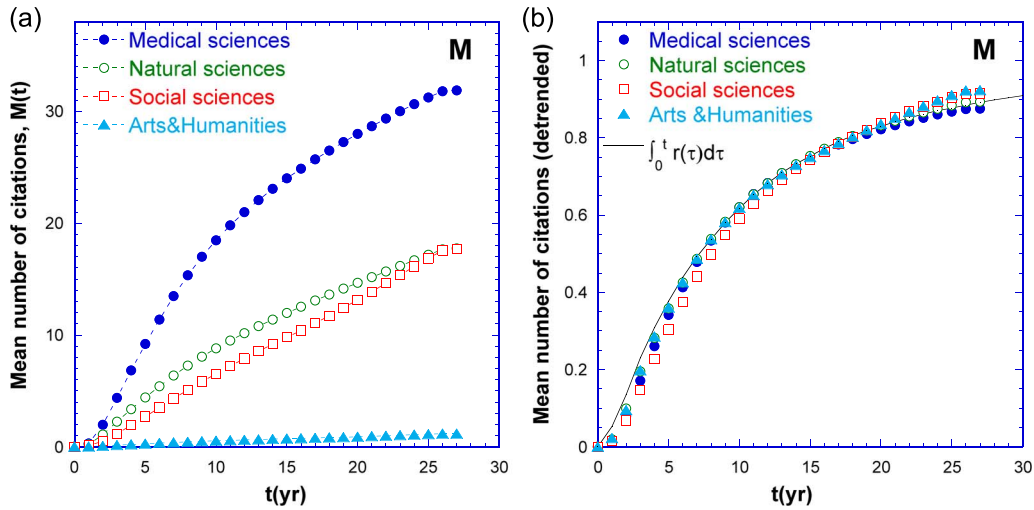 (a)
M
Medical sciences
Natural sciences
Social sciences
Arts&Humanities
Mean number of citations, M(t)
30
20
10
0
0 5 10 15 20 25 30
t(yr)
(b)
M
Medical sciences
Natural sciences
Social sciences
Arts &Humanities
∫₀ᵗ r(τ)dτ
Mean number of citations (detrended)
1
0.8
0.6
0.4
0.2
0
0 5 10 15 20 25 30
t(yr)